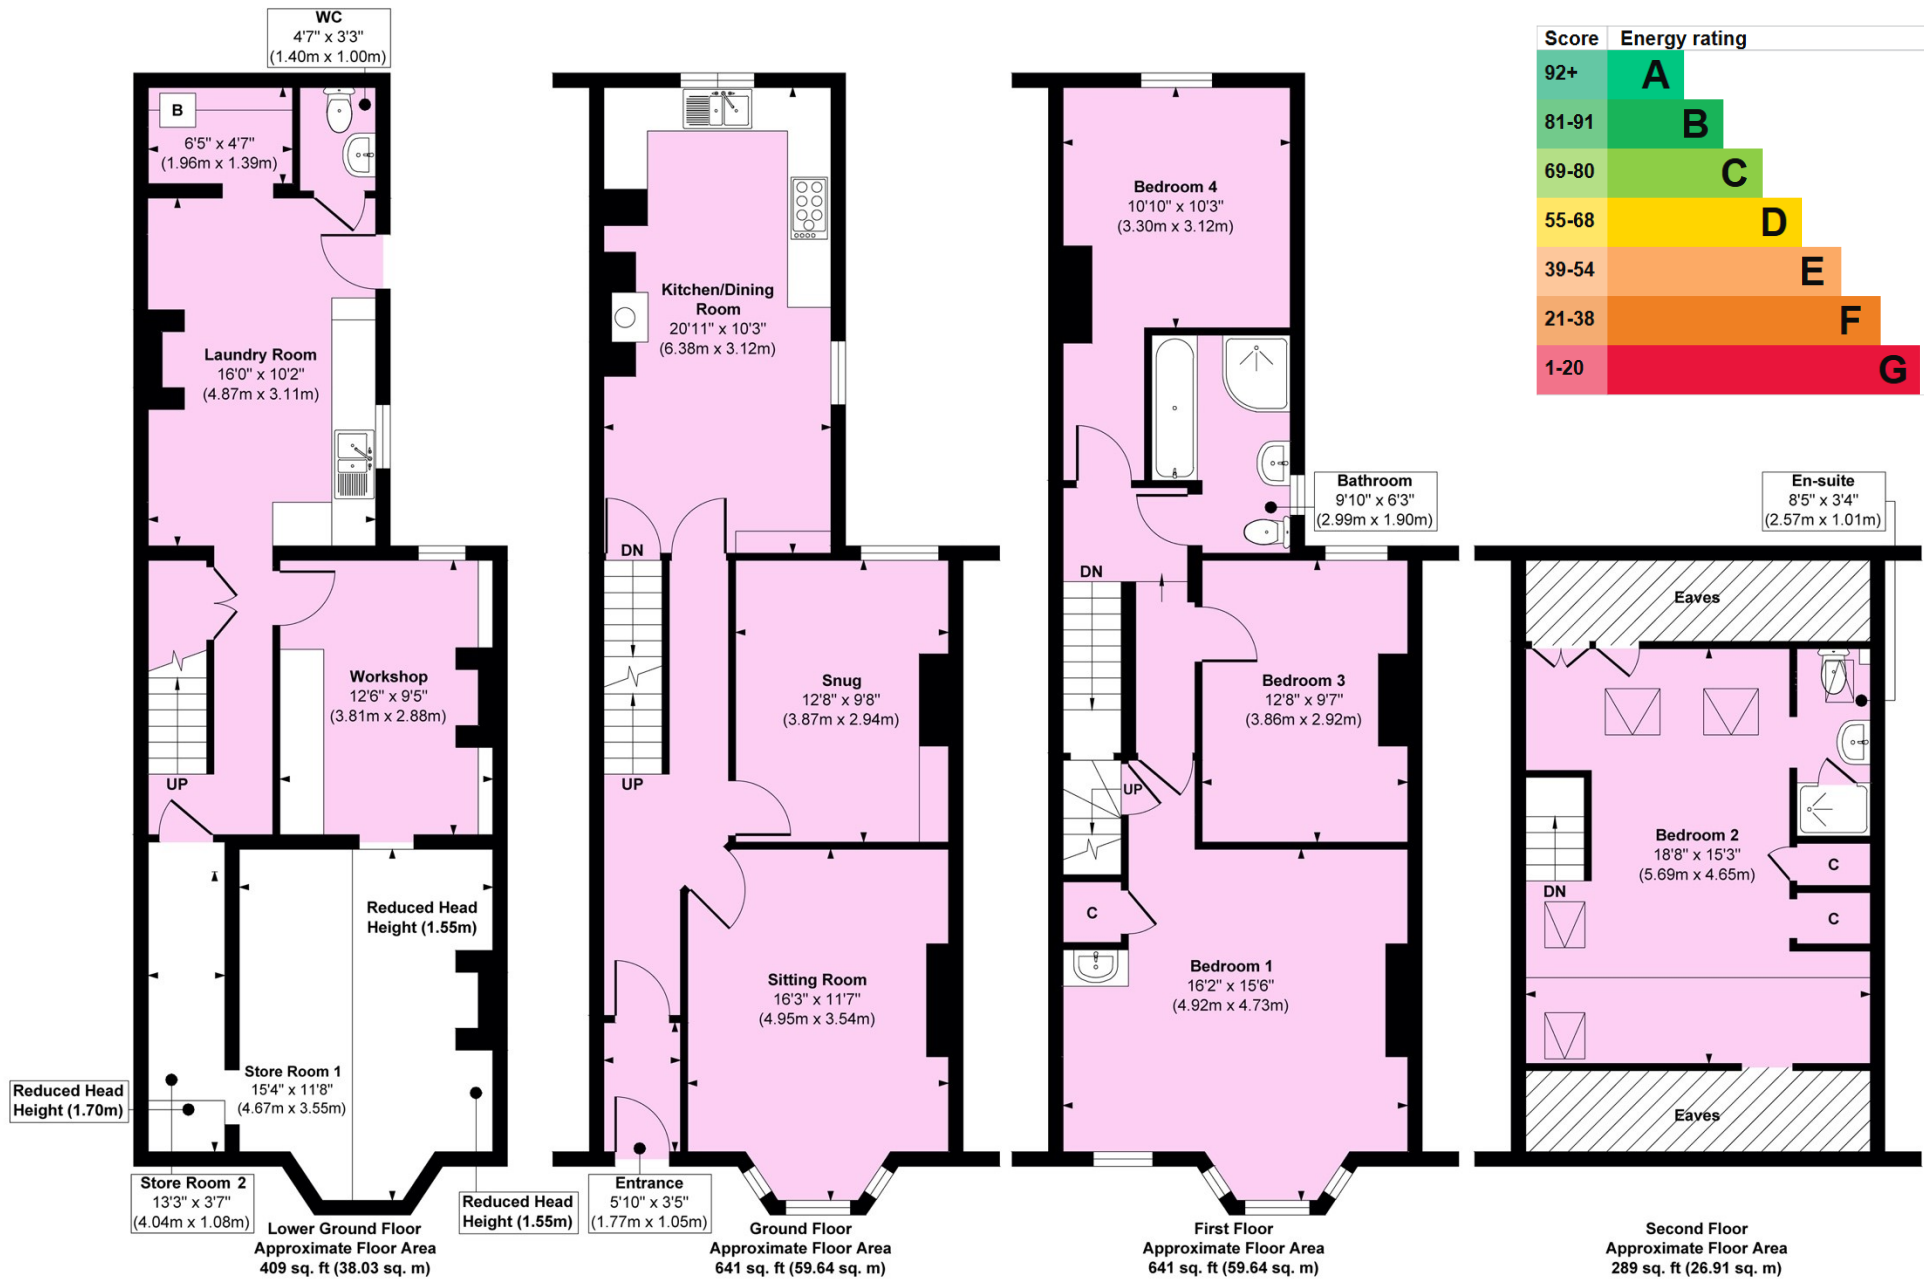 WC
4'7" x 3'3"
(1.40m x 1.00m)
B
6'5" x 4'7"
(1.96m x 1.39m)
Laundry Room
16'0" x 10'2"
(4.87m x 3.11m)
Workshop
12'6" x 9'5"
(3.81m x 2.88m)
UP
Reduced Head
Height (1.55m)
Store Room 1
15'4" x 11'8"
(4.67m x 3.55m)
Reduced Head
Height (1.70m)
Store Room 2
13'3" x 3'7"
(4.04m x 1.08m)
Reduced Head
Height (1.55m)
Lower Ground Floor
Approximate Floor Area
409 sq. ft (38.03 sq. m)
Kitchen/Dining
Room
20'11" x 10'3"
(6.38m x 3.12m)
DN
Snug
12'8" x 9'8"
(3.87m x 2.94m)
UP
Sitting Room
16'3" x 11'7"
(4.95m x 3.54m)
Entrance
5'10" x 3'5"
(1.77m x 1.05m)
Ground Floor
Approximate Floor Area
641 sq. ft (59.64 sq. m)
Bedroom 4
10'10" x 10'3"
(3.30m x 3.12m)
Bathroom
9'10" x 6'3"
(2.99m x 1.90m)
DN
Bedroom 3
12'8" x 9'7"
(3.86m x 2.92m)
UP
C
Bedroom 1
16'2" x 15'6"
(4.92m x 4.73m)
First Floor
Approximate Floor Area
641 sq. ft (59.64 sq. m)
Score Energy rating
92+ A
81-91 B
69-80 C
55-68 D
39-54 E
21-38 F
1-20 G
En-suite
8'5" x 3'4"
(2.57m x 1.01m)
Eaves
Bedroom 2
18'8" x 15'3"
(5.69m x 4.65m)
C
DN
C
Eaves
Second Floor
Approximate Floor Area
289 sq. ft (26.91 sq. m)